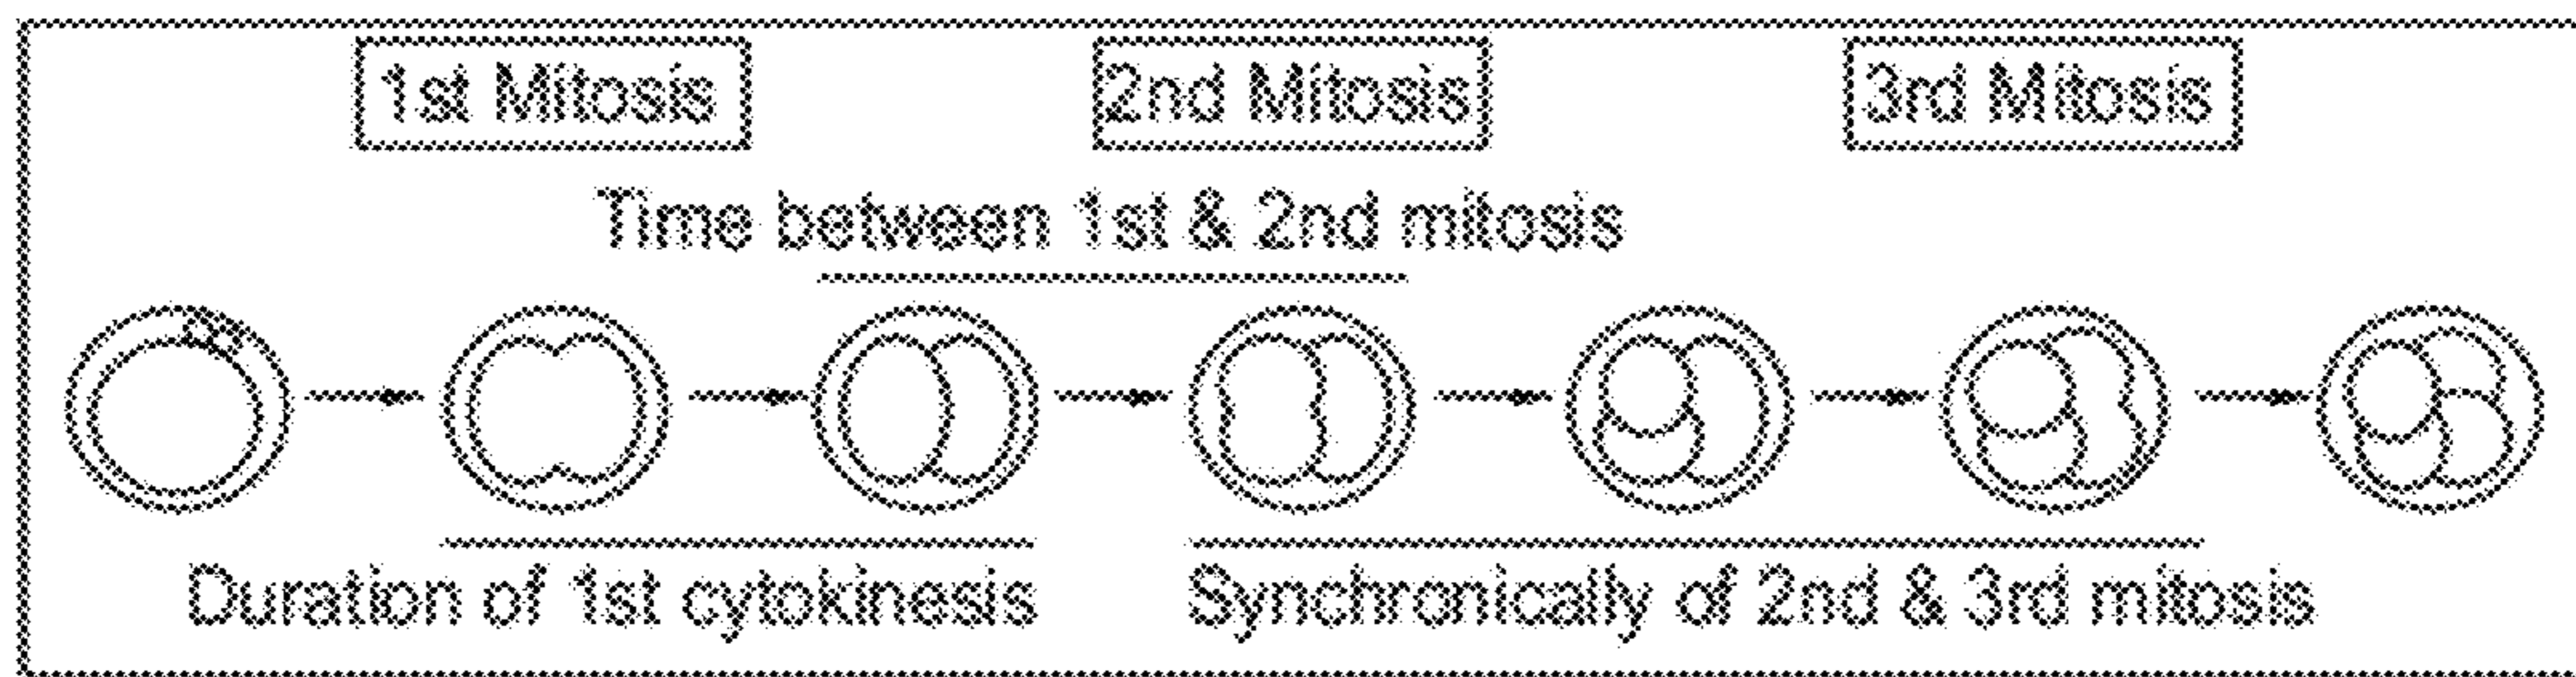 1st Mitosis
2nd Mitosis
3rd Mitosis
Time between 1st & 2nd mitosis
Duration of 1st cytokinesis
Synchronically of 2nd & 3rd mitosis